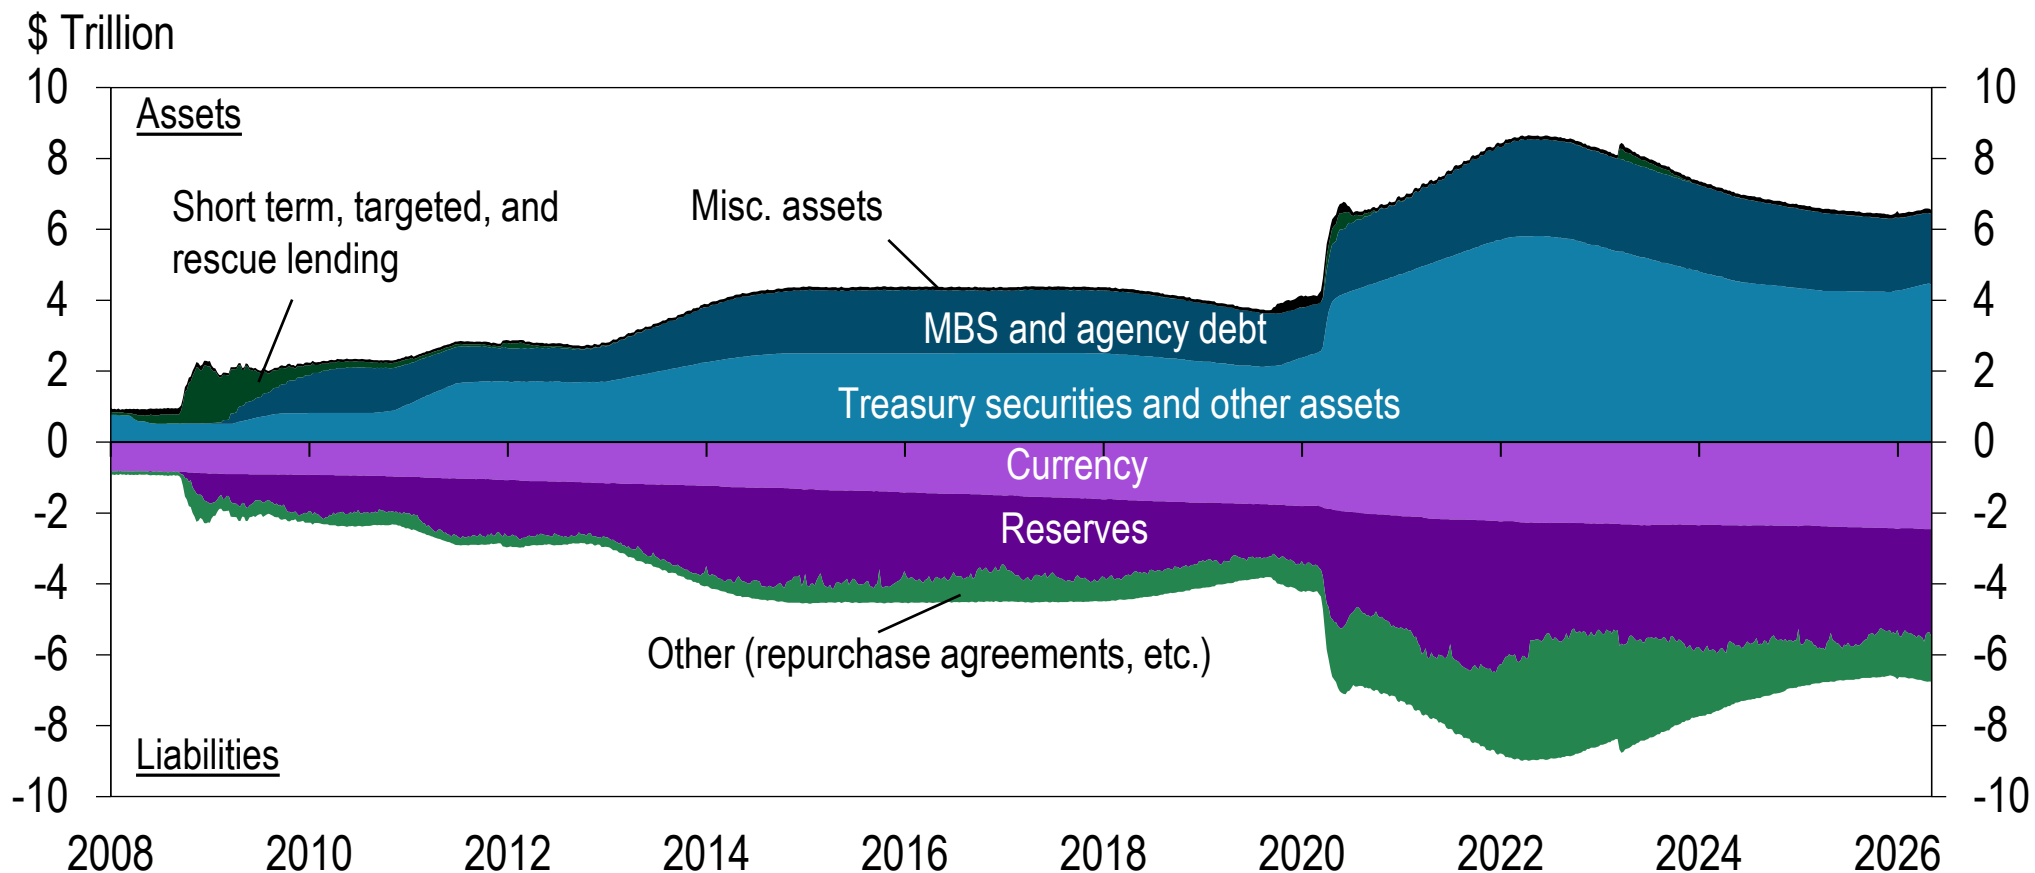 $ Trillion
10 10
Assets
8 8
Short term, targeted, and
rescue lending
Misc. assets
6 6
4 4
MBS and agency debt
2 2
Treasury securities and other assets
0 0
Currency
-2 -2
Reserves
-4 -4
Other (repurchase agreements, etc.)
-6 -6
-8 -8
Liabilities
-10 -10
2008 2010 2012 2014 2016 2018 2020 2022 2024 2026